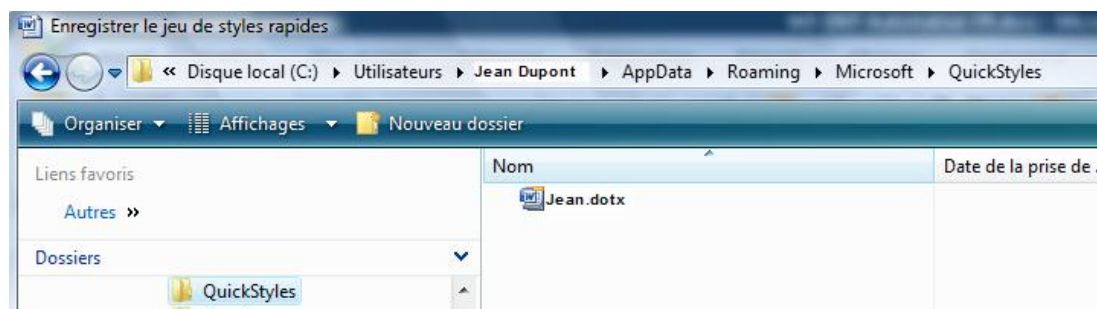 Enregistrer le jeu de styles rapides
« Disque local (C:) Utilisateurs Jean Dupont AppData Roaming Microsoft QuickStyles
Organiser Affichages Nouveau dossier
Liens favoris
Autres »
Dossiers
QuickStyles
Nom Date de la prise de
Jean.dotx